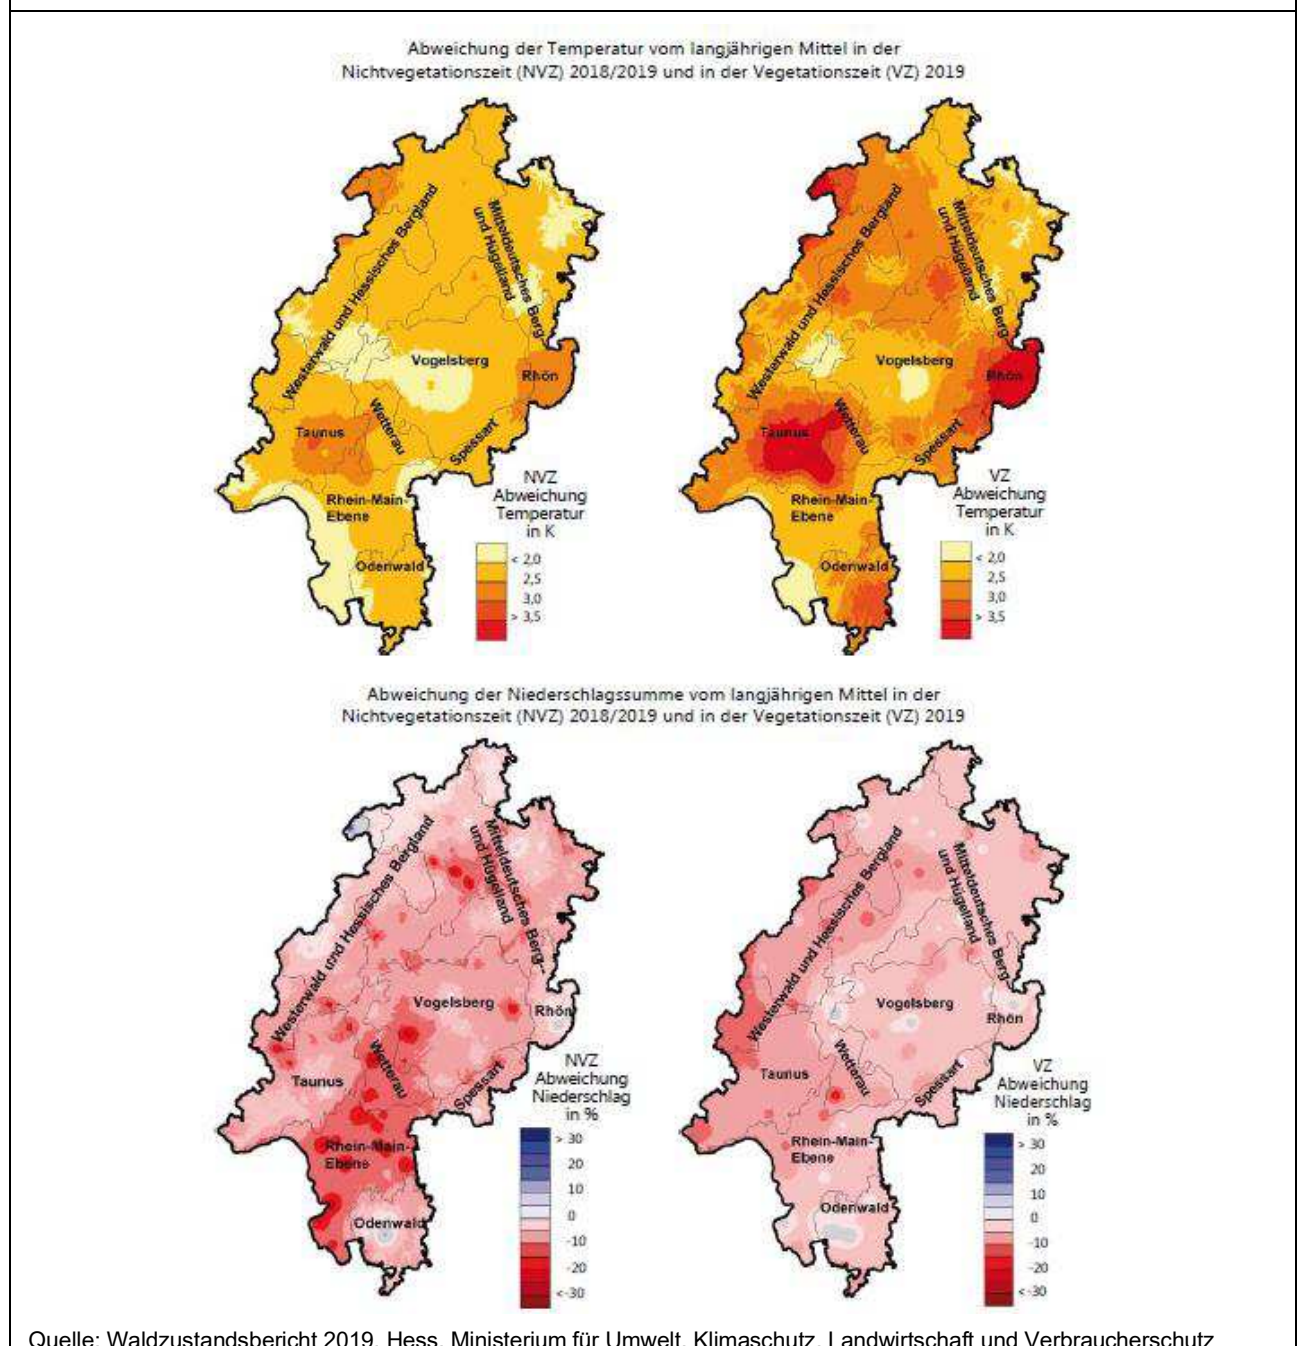 Abweichung der Temperatur vom langjährigen Mittel in der
Nichtvegetationszeit (NVZ) 2018/2019 und in der Vegetationszeit (VZ) 2019
Westerwald und Hessisches Bergland
Mitteldeutsches Berg-
und Hügelland
Vogelsberg
Rhön
Taunus
Wetterau
Spessart
Rhein-Main-
Ebene
Odenwald
NVZ
Abweichung
Temperatur
in K
< 2,0
2,5
3,0
> 3,5
Westerwald und Hessisches Bergland
Mitteldeutsches Berg-
und Hügelland
Vogelsberg
Rhön
Taunus
Wetterau
Spessart
Rhein-Main-
Ebene
Odenwald
VZ
Abweichung
Temperatur
in K
< 2,0
2,5
3,0
> 3,5
Abweichung der Niederschlagssumme vom langjährigen Mittel in der
Nichtvegetationszeit (NVZ) 2018/2019 und in der Vegetationszeit (VZ) 2019
Westerwald und Hessisches Bergland
Mitteldeutsches Berg-
und Hügelland
Vogelsberg
Rhön
Taunus
Wetterau
Spessart
Rhein-Main-
Ebene
Odenwald
NVZ
Abweichung
Niederschlag
in %
> 30
20
10
0
-10
-20
<-30
Westerwald und Hessisches Bergland
Mitteldeutsches Berg-
und Hügelland
Vogelsberg
Rhön
Taunus
Wetterau
Spessart
Rhein-Main-
Ebene
Odenwald
VZ
Abweichung
Niederschlag
in %
> 30
20
10
0
-10
-20
<-30
Quelle: Waldzustandsbericht 2019, Hess. Ministerium für Umwelt, Klimaschutz, Landwirtschaft und Verbraucherschutz